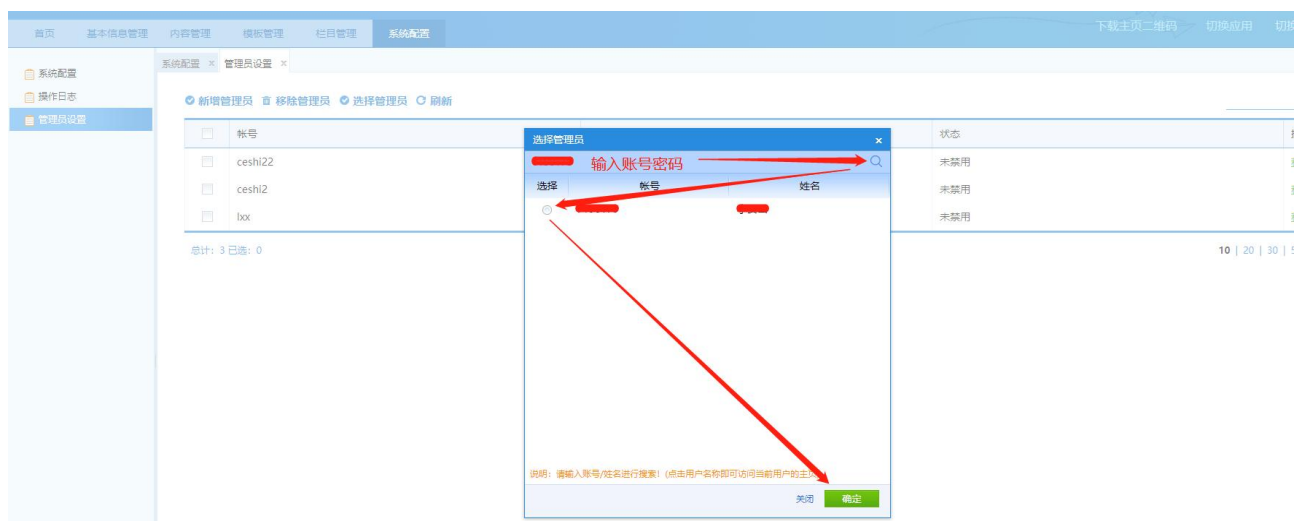 首页 基本信息管理 内容管理 模板管理 栏目管理 系统配置 下载主页二维码 切换应用
系统配置 × 管理员设置 ×
系统配置
操作日志
管理员设置
新增管理员 移除管理员 选择管理员 刷新
帐号 状态
ceshi22 未禁用
ceshi2 未禁用
lxx 未禁用
总计: 3 已选: 0 10 | 20 | 30 |
选择管理员 ×
输入账号密码
选择 帐号 姓名
说明: 请输入账号/姓名进行搜索! (点击用户名称即可访问当前用户的主页
关闭 确定